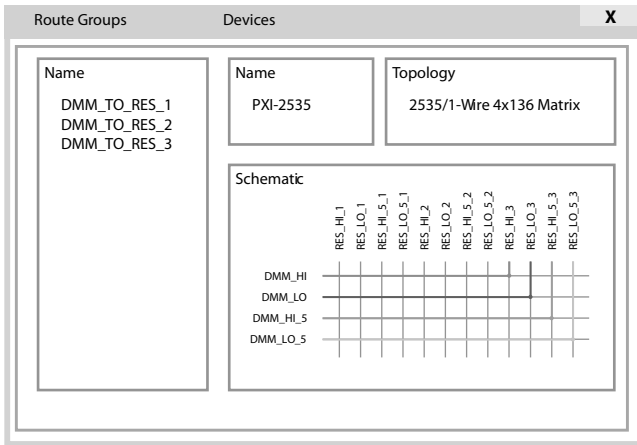 Route Groups
Devices
X
Name
DMM_TO_RES_1
DMM_TO_RES_2
DMM_TO_RES_3
Name
PXI-2535
Topology
2535/1-Wire 4x136 Matrix
Schematic
RES_HI_1
RES_LO_1
RES_HI_5_1
RES_LO_5_1
RES_HI_2
RES_LO_2
RES_HI_5_2
RES_LO_5_2
RES_HI_3
RES_LO_3
RES_HI_5_3
RES_LO_5_3
DMM_HI
DMM_LO
DMM_HI_5
DMM_LO_5